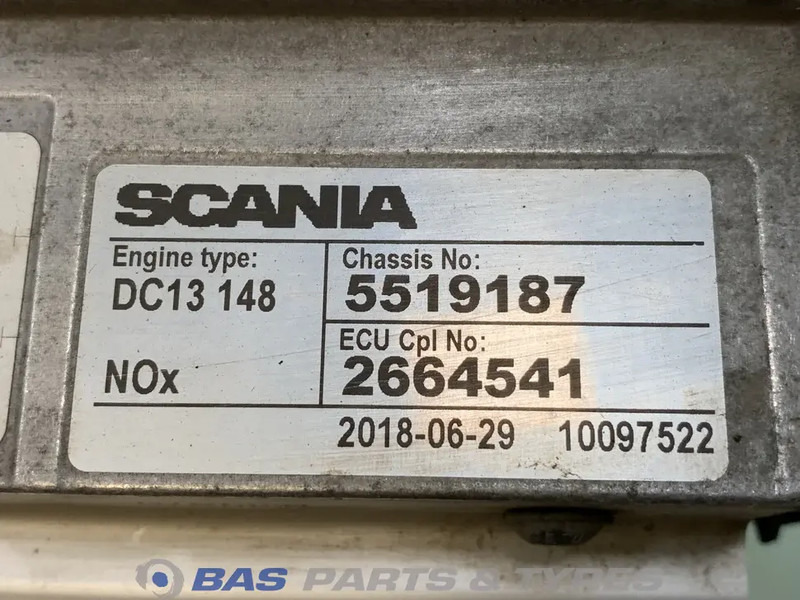 SCANIA
Engine type:
DC13 148
Chassis No:
5519187
ECU Cpl No:
2664541
NOx
2018-06-29 10097522
BAS PARTS & TYRES